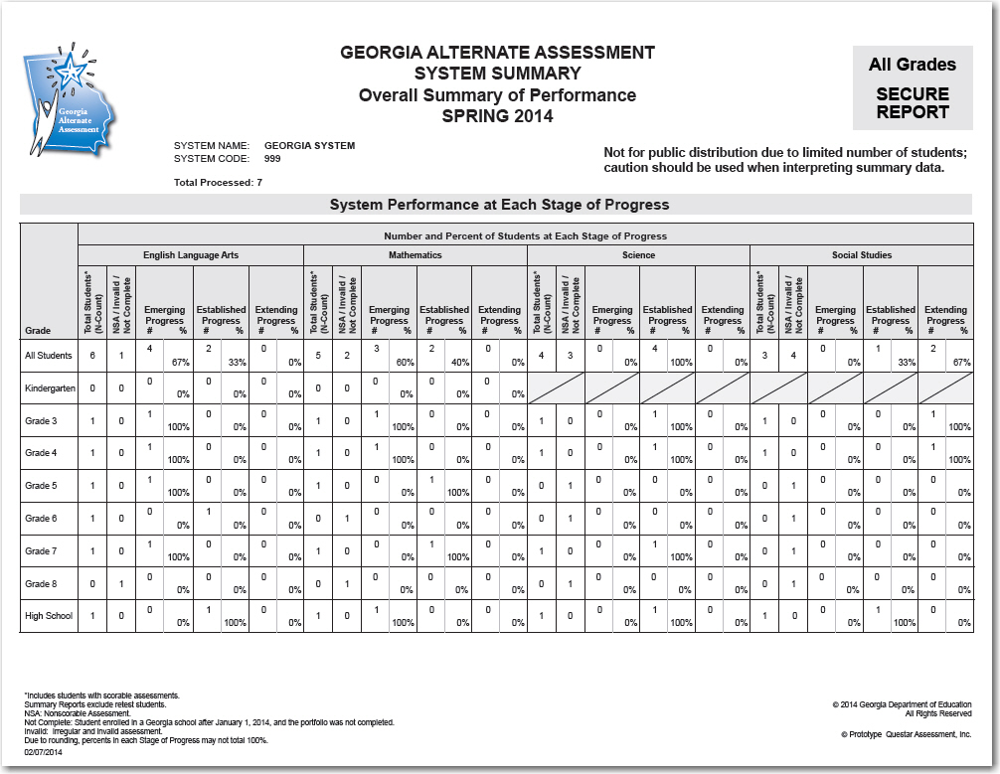 GEORGIA ALTERNATE ASSESSMENT
SYSTEM SUMMARY
Overall Summary of Performance
SPRING 2014
All Grades
SECURE
REPORT
Georgia
Alternate
Assessment
SYSTEM NAME: GEORGIA SYSTEM
SYSTEM CODE: 999
Total Processed: 7
Not for public distribution due to limited number of students;
caution should be used when interpreting summary data.
System Performance at Each Stage of Progress
Number and Percent of Students at Each Stage of Progress
English Language Arts Mathematics Science Social Studies
Grade Total Students* (N-Count) NSA / Invalid / Not Complete Emerging Progress # % Established Progress # % Extending Progress # % Total Students* (N-Count) NSA / Invalid / Not Complete Emerging Progress # % Established Progress # % Extending Progress # % Total Students* (N-Count) NSA / Invalid / Not Complete Emerging Progress # % Established Progress # % Extending Progress # % Total Students* (N-Count) NSA / Invalid / Not Complete Emerging Progress # % Established Progress # % Extending Progress # %
All Students 6 1 4 67% 2 33% 0 0% 5 2 3 60% 2 40% 0 0% 4 3 0 0% 4 100% 0 0% 3 4 0 0% 1 33% 2 67%
Kindergarten 0 0 0 0% 0 0% 0 0% 0 0 0 0% 0 0% 0 0%
Grade 3 1 0 1 100% 0 0% 0 0% 1 0 1 100% 0 0% 0 0% 1 0 0 0% 1 100% 0 0% 1 0 0 0% 0 0% 1 100%
Grade 4 1 0 1 100% 0 0% 0 0% 1 0 1 100% 0 0% 0 0% 1 0 0 0% 1 100% 0 0% 1 0 0 0% 0 0% 1 100%
Grade 5 1 0 1 100% 0 0% 0 0% 1 0 0 0% 1 100% 0 0% 0 1 0 0% 0 0% 0 0% 0 1 0 0% 0 0% 0 0%
Grade 6 1 0 0 0% 1 0% 0 0% 0 1 0 0% 0 0% 0 0% 0 1 0 0% 0 0% 0 0% 0 1 0 0% 0 0% 0 0%
Grade 7 1 0 1 100% 0 0% 0 0% 1 0 0 0% 1 100% 0 0% 1 0 0 0% 1 100% 0 0% 0 1 0 0% 0 0% 0 0%
Grade 8 0 1 0 0% 0 0% 0 0% 0 1 0 0% 0 0% 0 0% 0 1 0 0% 0 0% 0 0% 0 1 0 0% 0 0% 0 0%
High School 1 0 0 0% 1 100% 0 0% 1 0 1 100% 0 0% 0 0% 1 0 0 0% 1 100% 0 0% 1 0 0 0% 1 100% 0 0%
*Includes students with scorable assessments.
Summary Reports exclude retest students.
NSA: Nonscorable Assessment.
Not Complete: Student enrolled in a Georgia school after January 1, 2014, and the portfolio was not completed.
Invalid: Irregular and Invalid assessment.
Due to rounding, percents in each Stage of Progress may not total 100%.
02/07/2014
© 2014 Georgia Department of Education
All Rights Reserved
© Prototype Questar Assessment, Inc.